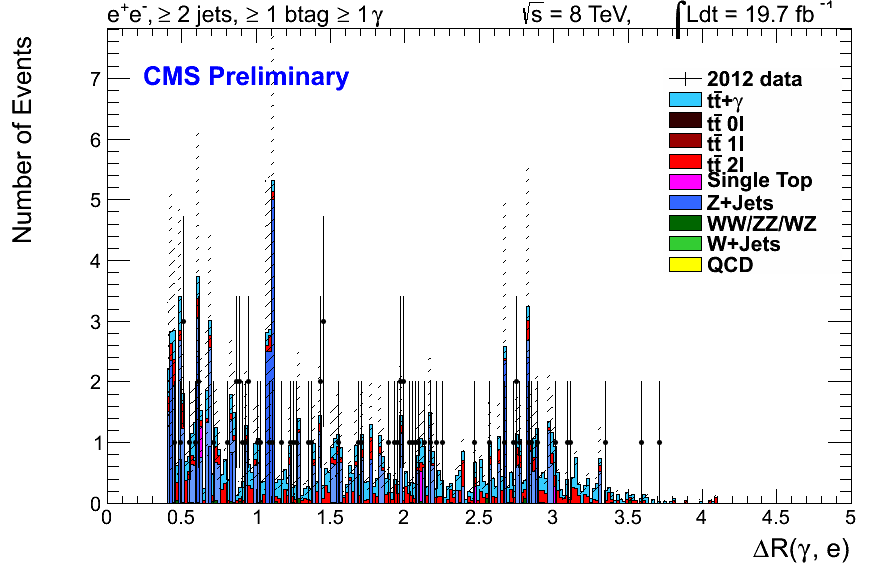 e⁺e⁻, ≥ 2 jets, ≥ 1 btag ≥ 1 γ
√s = 8 TeV, ∫Ldt = 19.7 fb⁻¹
Number of Events
CMS Preliminary
2012 data
tt̄+γ
tt̄ 0l
tt̄ 1l
tt̄ 2l
Single Top
Z+Jets
WW/ZZ/WZ
W+Jets
QCD
7
6
5
4
3
2
1
0
0 0.5 1 1.5 2 2.5 3 3.5 4 4.5 5
ΔR(γ, e)